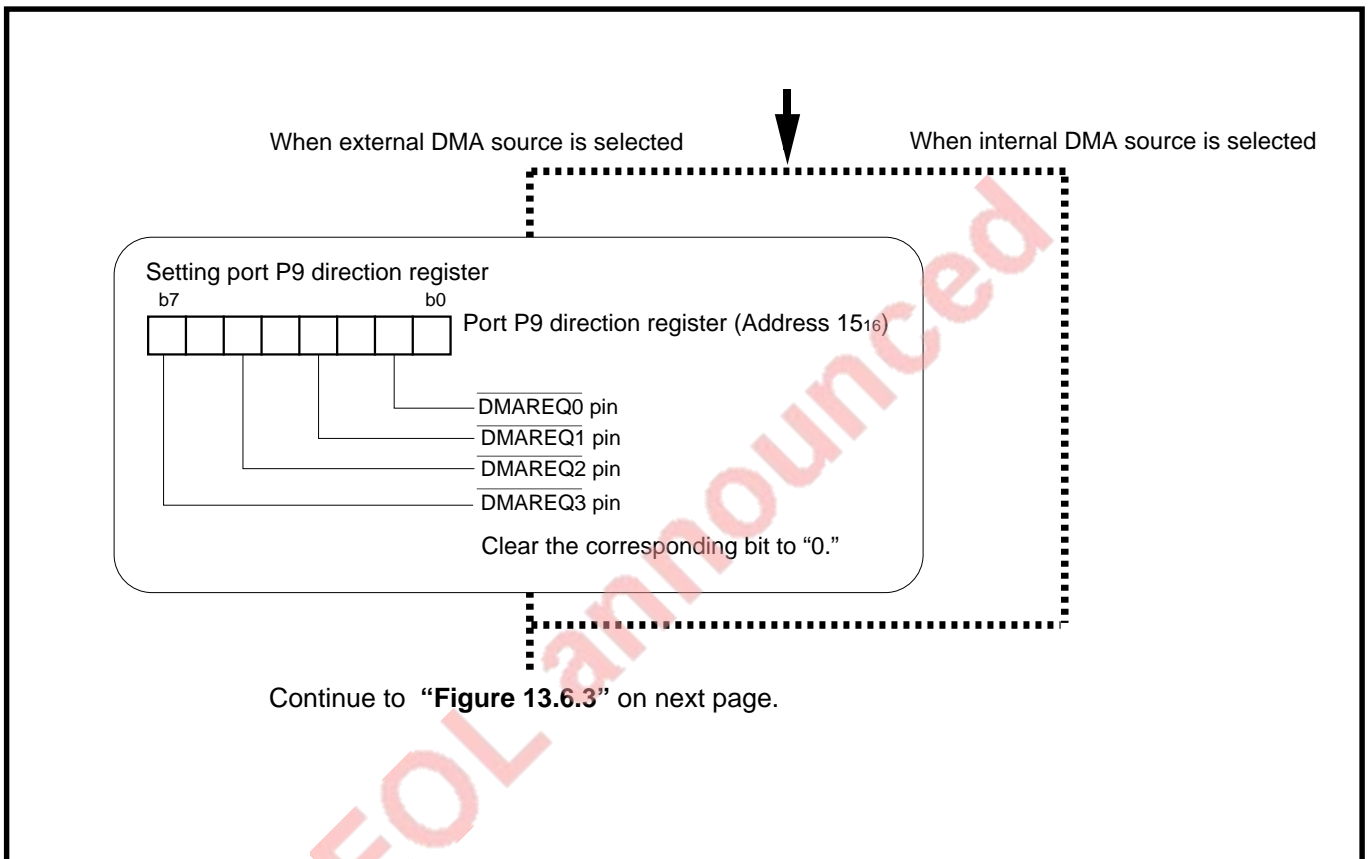 When external DMA source is selected
When internal DMA source is selected
Setting port P9 direction register
b7 b0
Port P9 direction register (Address 15₁₆)
DMAREQ0 pin
DMAREQ1 pin
DMAREQ2 pin
DMAREQ3 pin
Clear the corresponding bit to “0.”
Continue to “Figure 13.6.3” on next page.
EOL announced